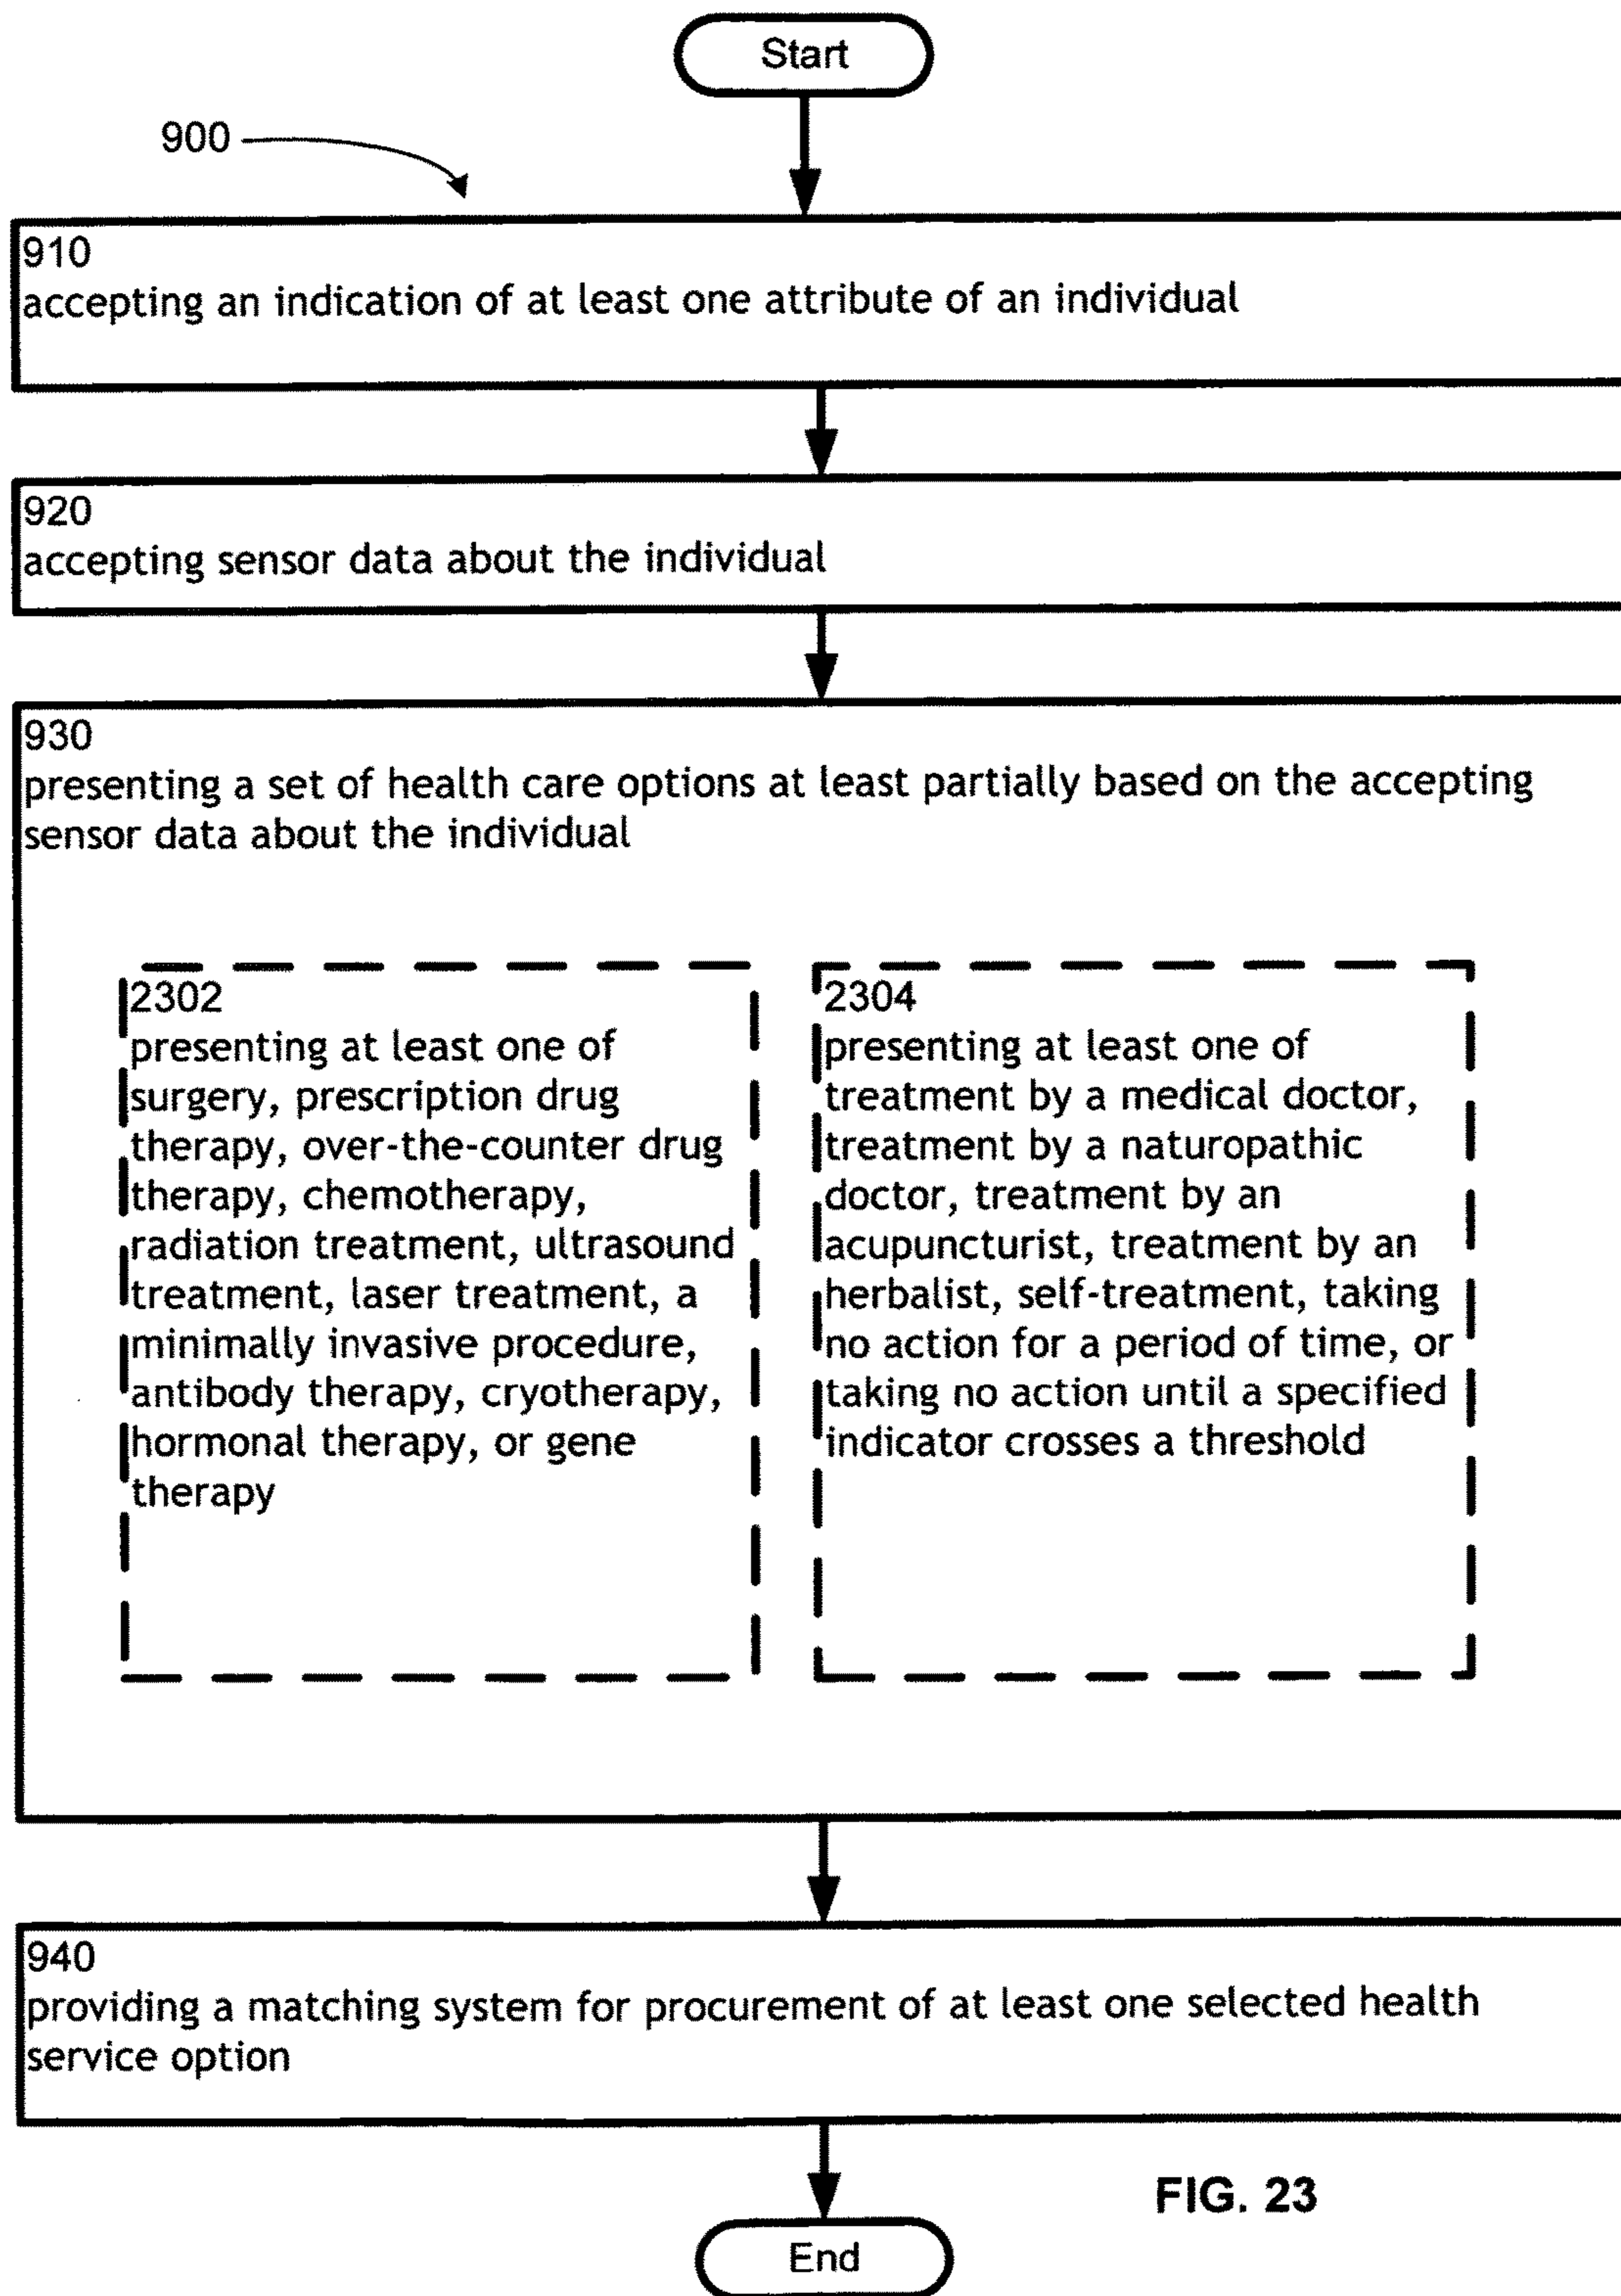 Start
900
910
accepting an indication of at least one attribute of an individual
920
accepting sensor data about the individual
930
presenting a set of health care options at least partially based on the accepting
sensor data about the individual
2302
presenting at least one of
surgery, prescription drug
therapy, over-the-counter drug
therapy, chemotherapy,
radiation treatment, ultrasound
treatment, laser treatment, a
minimally invasive procedure,
antibody therapy, cryotherapy,
hormonal therapy, or gene
therapy
2304
presenting at least one of
treatment by a medical doctor,
treatment by a naturopathic
doctor, treatment by an
acupuncturist, treatment by an
herbalist, self-treatment, taking
no action for a period of time, or
taking no action until a specified
indicator crosses a threshold
940
providing a matching system for procurement of at least one selected health
service option
FIG. 23
End